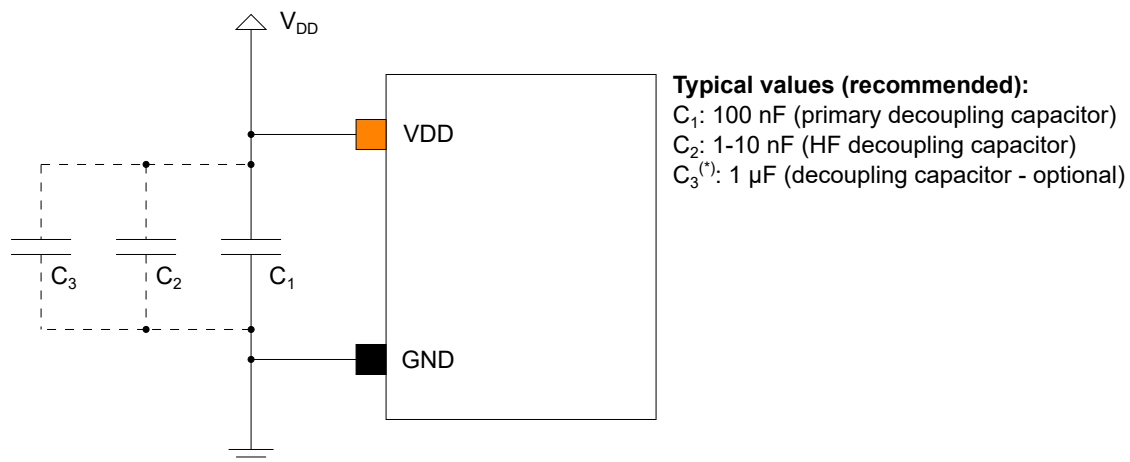 V_DD
VDD
C₃
C₂
C₁
GND
Typical values (recommended):
C₁: 100 nF (primary decoupling capacitor)
C₂: 1-10 nF (HF decoupling capacitor)
C₃⁽*⁾: 1 µF (decoupling capacitor - optional)